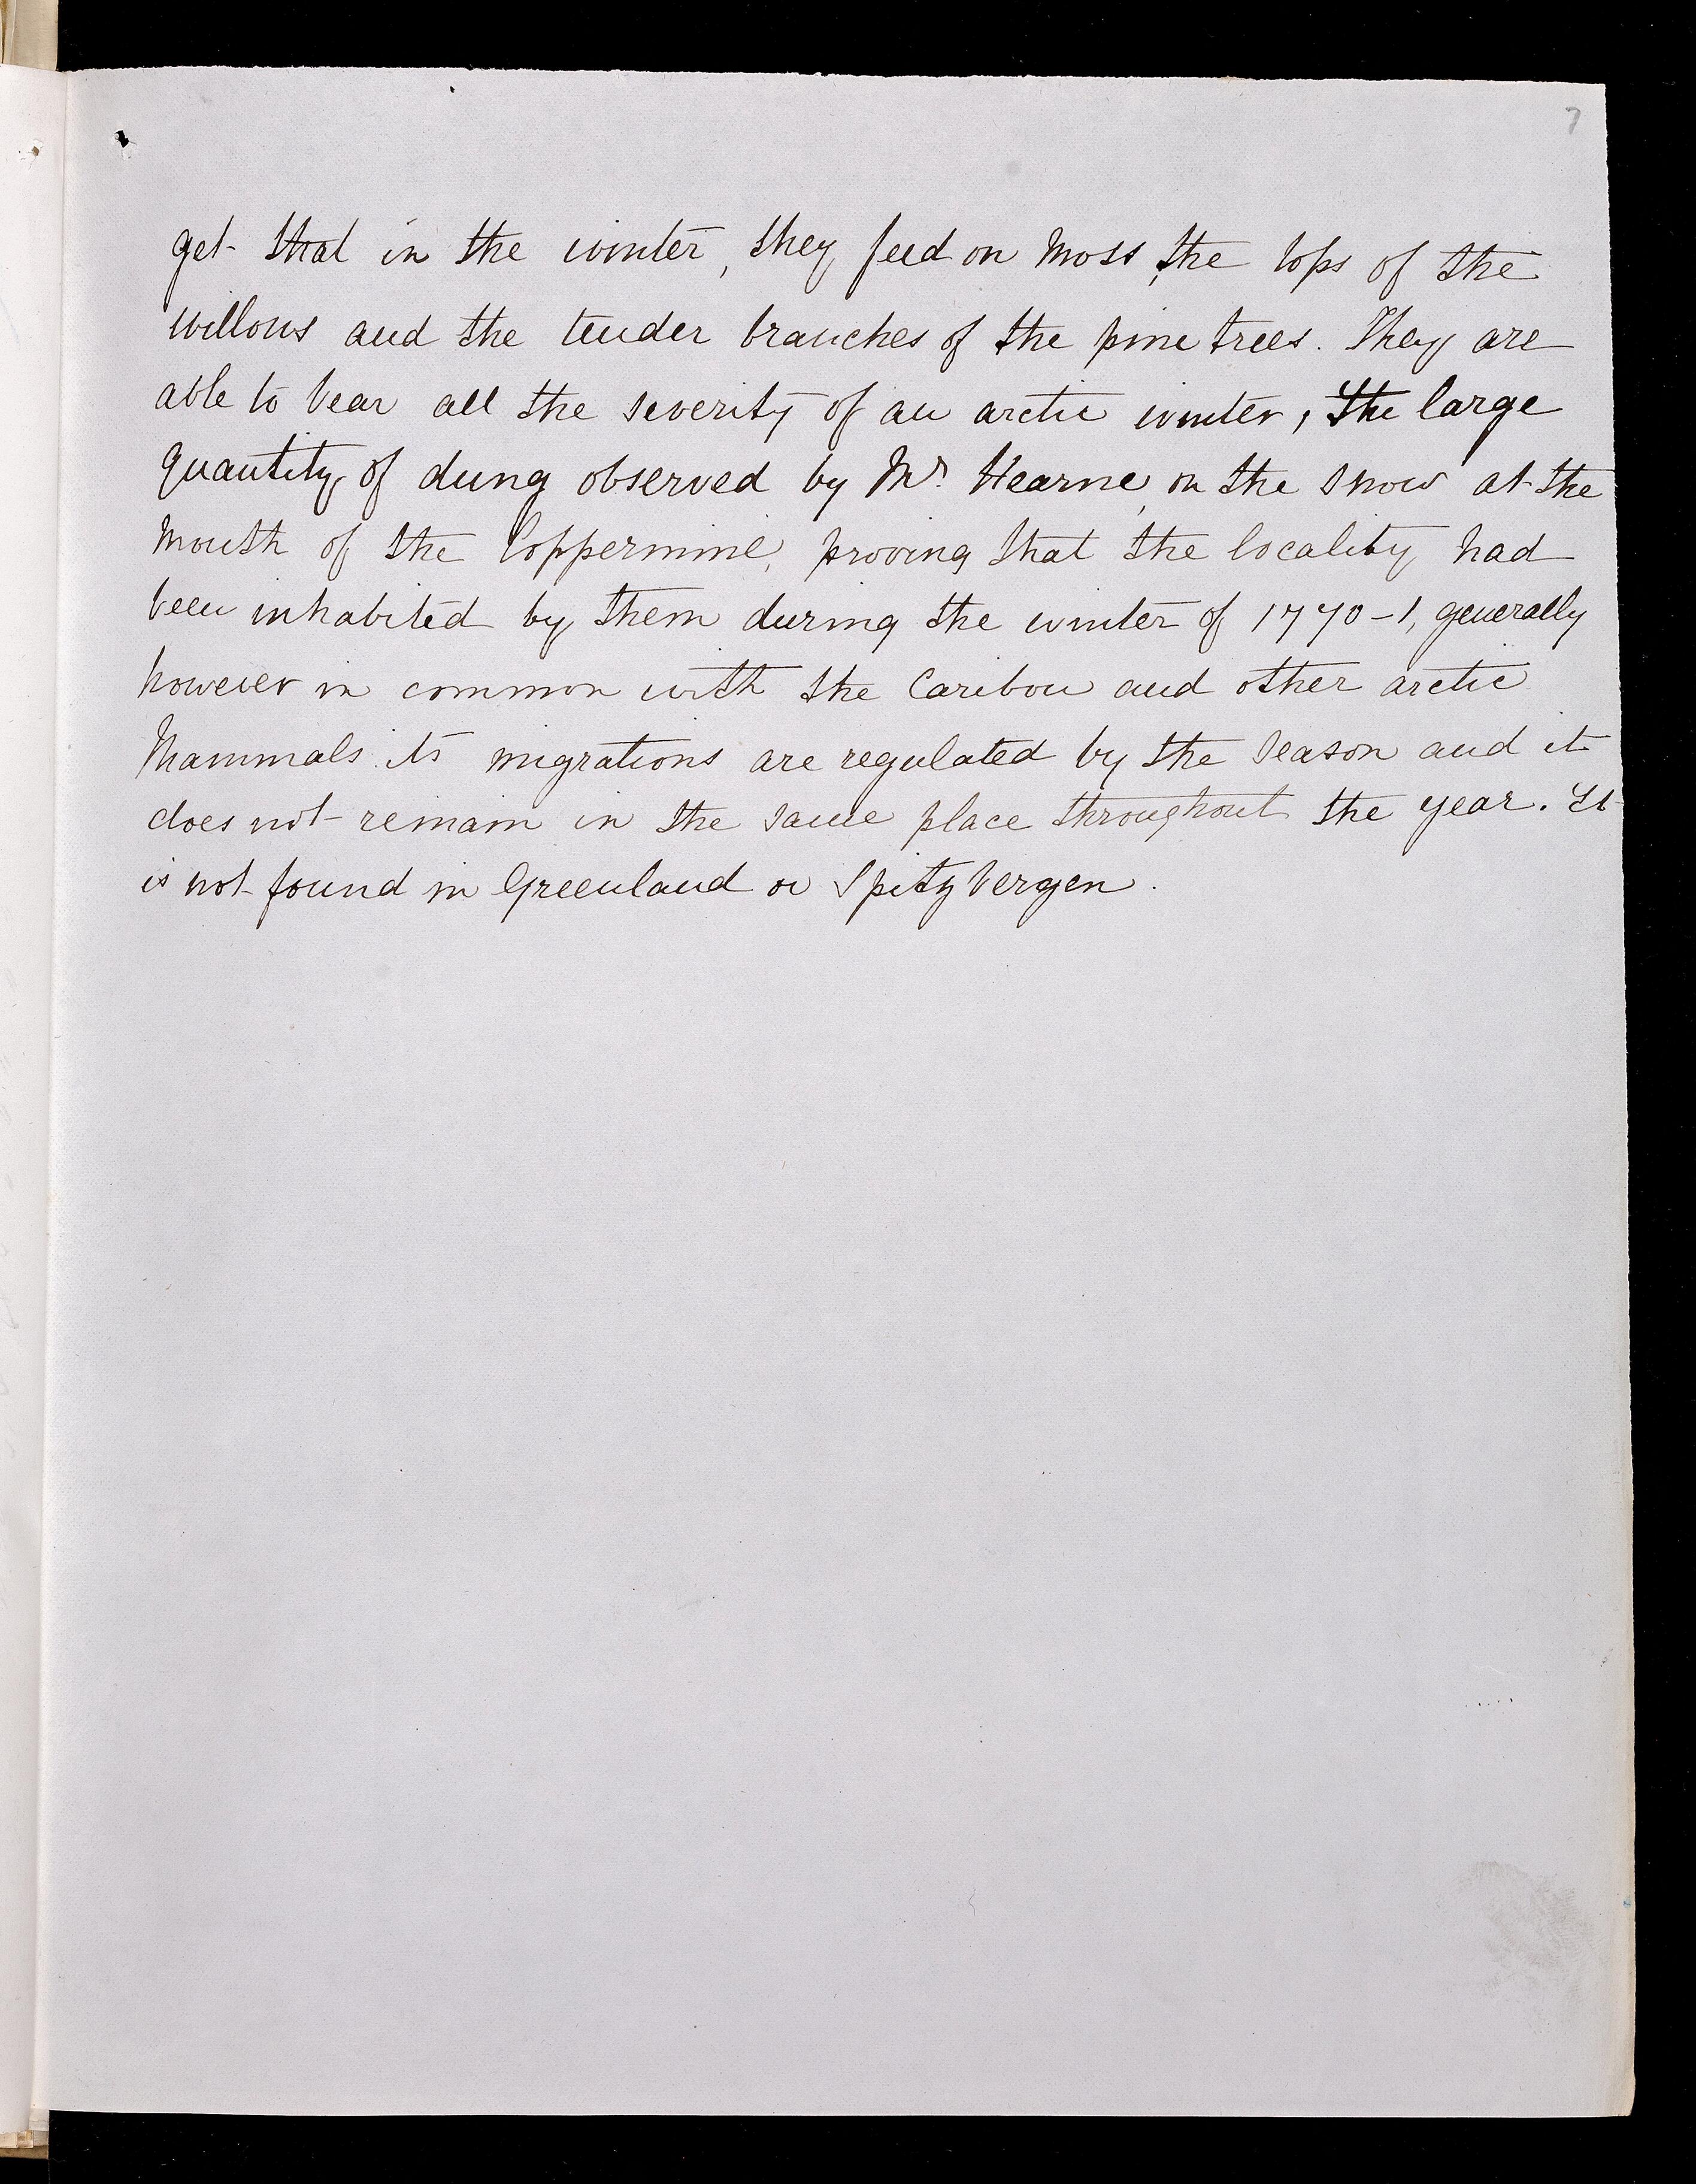 7
get that in the winter, they feed on Moss, the tops of the
willows and the tender branches of the pine trees. They are
able to bear all the severity of an arctic winter, the large
quantity of dung observed by Mr. Hearne, on the snow at the
mouth of the Coppermine, proving that the locality had
been inhabited by them during the winter of 1770-1, generally
however in common with the Caribou and other arctic
Mammals its migrations are regulated by the season and it
does not remain in the same place throughout the year. It
is not found in Greenland or Spitzbergen.